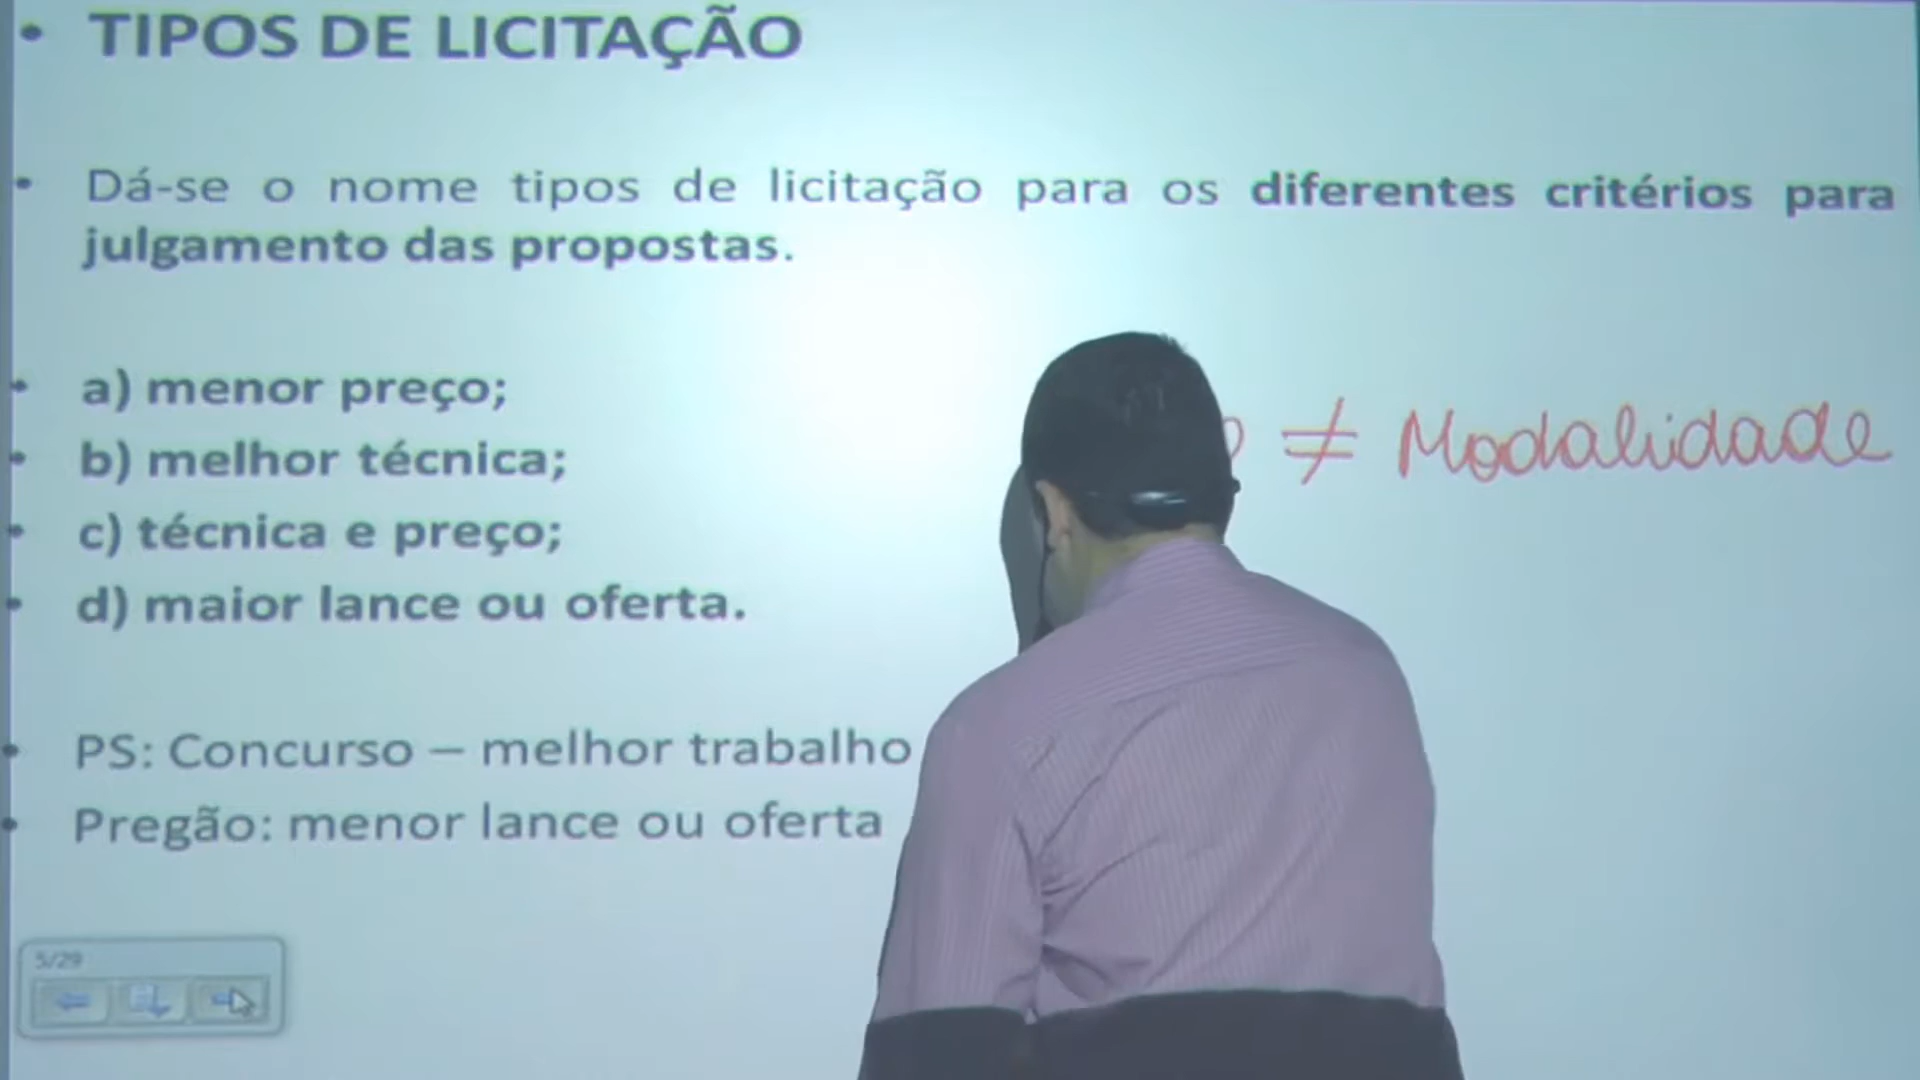 TIPOS DE LICITAÇÃO
Dá-se o nome tipos de licitação para os diferentes critérios para
julgamento das propostas.
a) menor preço;
≠ Modalidade
b) melhor técnica;
c) técnica e preço;
d) maior lance ou oferta.
PS: Concurso – melhor trabalho
Pregão: menor lance ou oferta
5/29